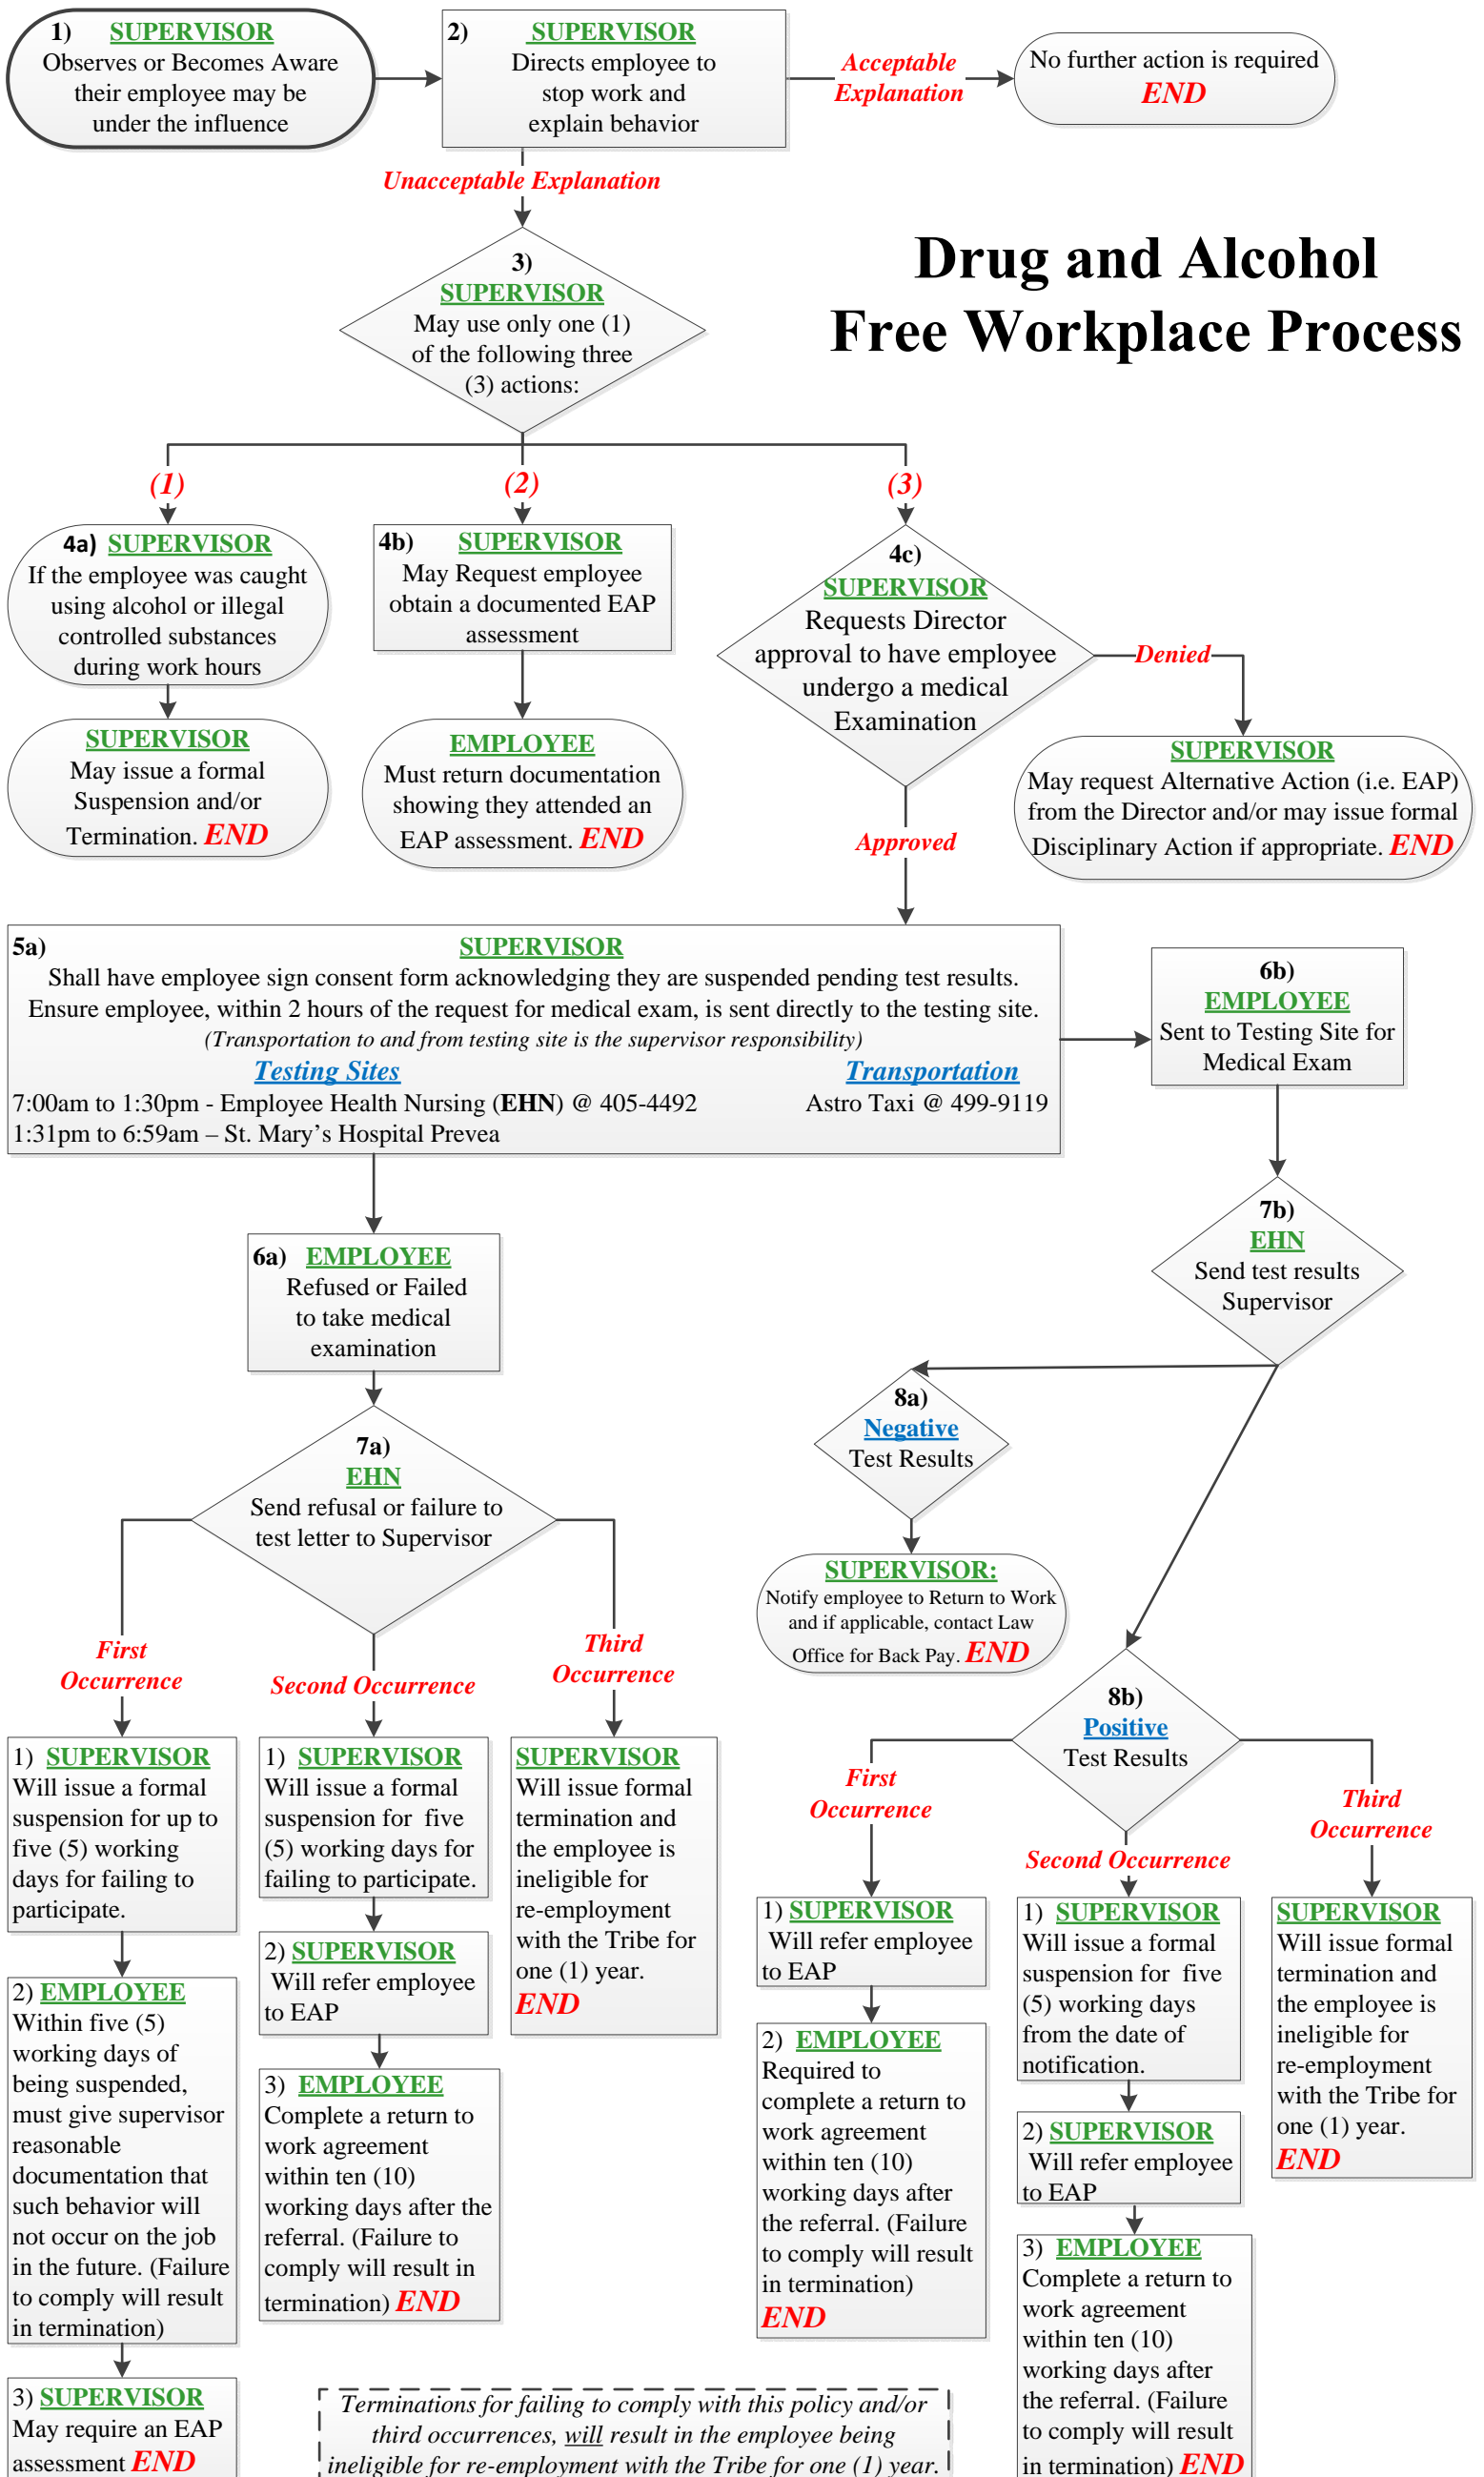 1) SUPERVISOR
Observes or Becomes Aware
their employee may be
under the influence
2) SUPERVISOR
Directs employee to
stop work and
explain behavior
Acceptable
Explanation
No further action is required
END
Unacceptable Explanation
Drug and Alcohol
Free Workplace Process
3)
SUPERVISOR
May use only one (1)
of the following three
(3) actions:
(1)
(2)
(3)
4a) SUPERVISOR
If the employee was caught
using alcohol or illegal
controlled substances
during work hours
SUPERVISOR
May issue a formal
Suspension and/or
Termination. END
4b) SUPERVISOR
May Request employee
obtain a documented EAP
assessment
EMPLOYEE
Must return documentation
showing they attended an
EAP assessment. END
4c)
SUPERVISOR
Requests Director
approval to have employee
undergo a medical
Examination
Denied
SUPERVISOR
May request Alternative Action (i.e. EAP)
from the Director and/or may issue formal
Disciplinary Action if appropriate. END
Approved
5a) SUPERVISOR
Shall have employee sign consent form acknowledging they are suspended pending test results.
Ensure employee, within 2 hours of the request for medical exam, is sent directly to the testing site.
(Transportation to and from testing site is the supervisor responsibility)
Testing Sites
Transportation
7:00am to 1:30pm - Employee Health Nursing (EHN) @ 405-4492
Astro Taxi @ 499-9119
1:31pm to 6:59am – St. Mary's Hospital Prevea
6b)
EMPLOYEE
Sent to Testing Site for
Medical Exam
6a) EMPLOYEE
Refused or Failed
to take medical
examination
7b)
EHN
Send test results
Supervisor
7a)
EHN
Send refusal or failure to
test letter to Supervisor
8a)
Negative
Test Results
SUPERVISOR:
Notify employee to Return to Work
and if applicable, contact Law
Office for Back Pay. END
8b)
Positive
Test Results
First
Occurrence
Second Occurrence
Third
Occurrence
1) SUPERVISOR
Will issue a formal
suspension for up to
five (5) working
days for failing to
participate.
2) EMPLOYEE
Within five (5)
working days of
being suspended,
must give supervisor
reasonable
documentation that
such behavior will
not occur on the job
in the future. (Failure
to comply will result
in termination)
3) SUPERVISOR
May require an EAP
assessment END
1) SUPERVISOR
Will issue a formal
suspension for five
(5) working days for
failing to participate.
2) SUPERVISOR
Will refer employee
to EAP
3) EMPLOYEE
Complete a return to
work agreement
within ten (10)
working days after the
referral. (Failure to
comply will result in
termination) END
SUPERVISOR
Will issue formal
termination and
the employee is
ineligible for
re-employment
with the Tribe for
one (1) year.
END
First
Occurrence
Second Occurrence
Third
Occurrence
1) SUPERVISOR
Will refer employee
to EAP
2) EMPLOYEE
Required to
complete a return to
work agreement
within ten (10)
working days after
the referral. (Failure
to comply will result
in termination)
END
1) SUPERVISOR
Will issue a formal
suspension for five
(5) working days
from the date of
notification.
2) SUPERVISOR
Will refer employee
to EAP
3) EMPLOYEE
Complete a return to
work agreement
within ten (10)
working days after
the referral. (Failure
to comply will result
in termination) END
SUPERVISOR
Will issue formal
termination and
the employee is
ineligible for
re-employment
with the Tribe for
one (1) year.
END
Terminations for failing to comply with this policy and/or
third occurrences, will result in the employee being
ineligible for re-employment with the Tribe for one (1) year.